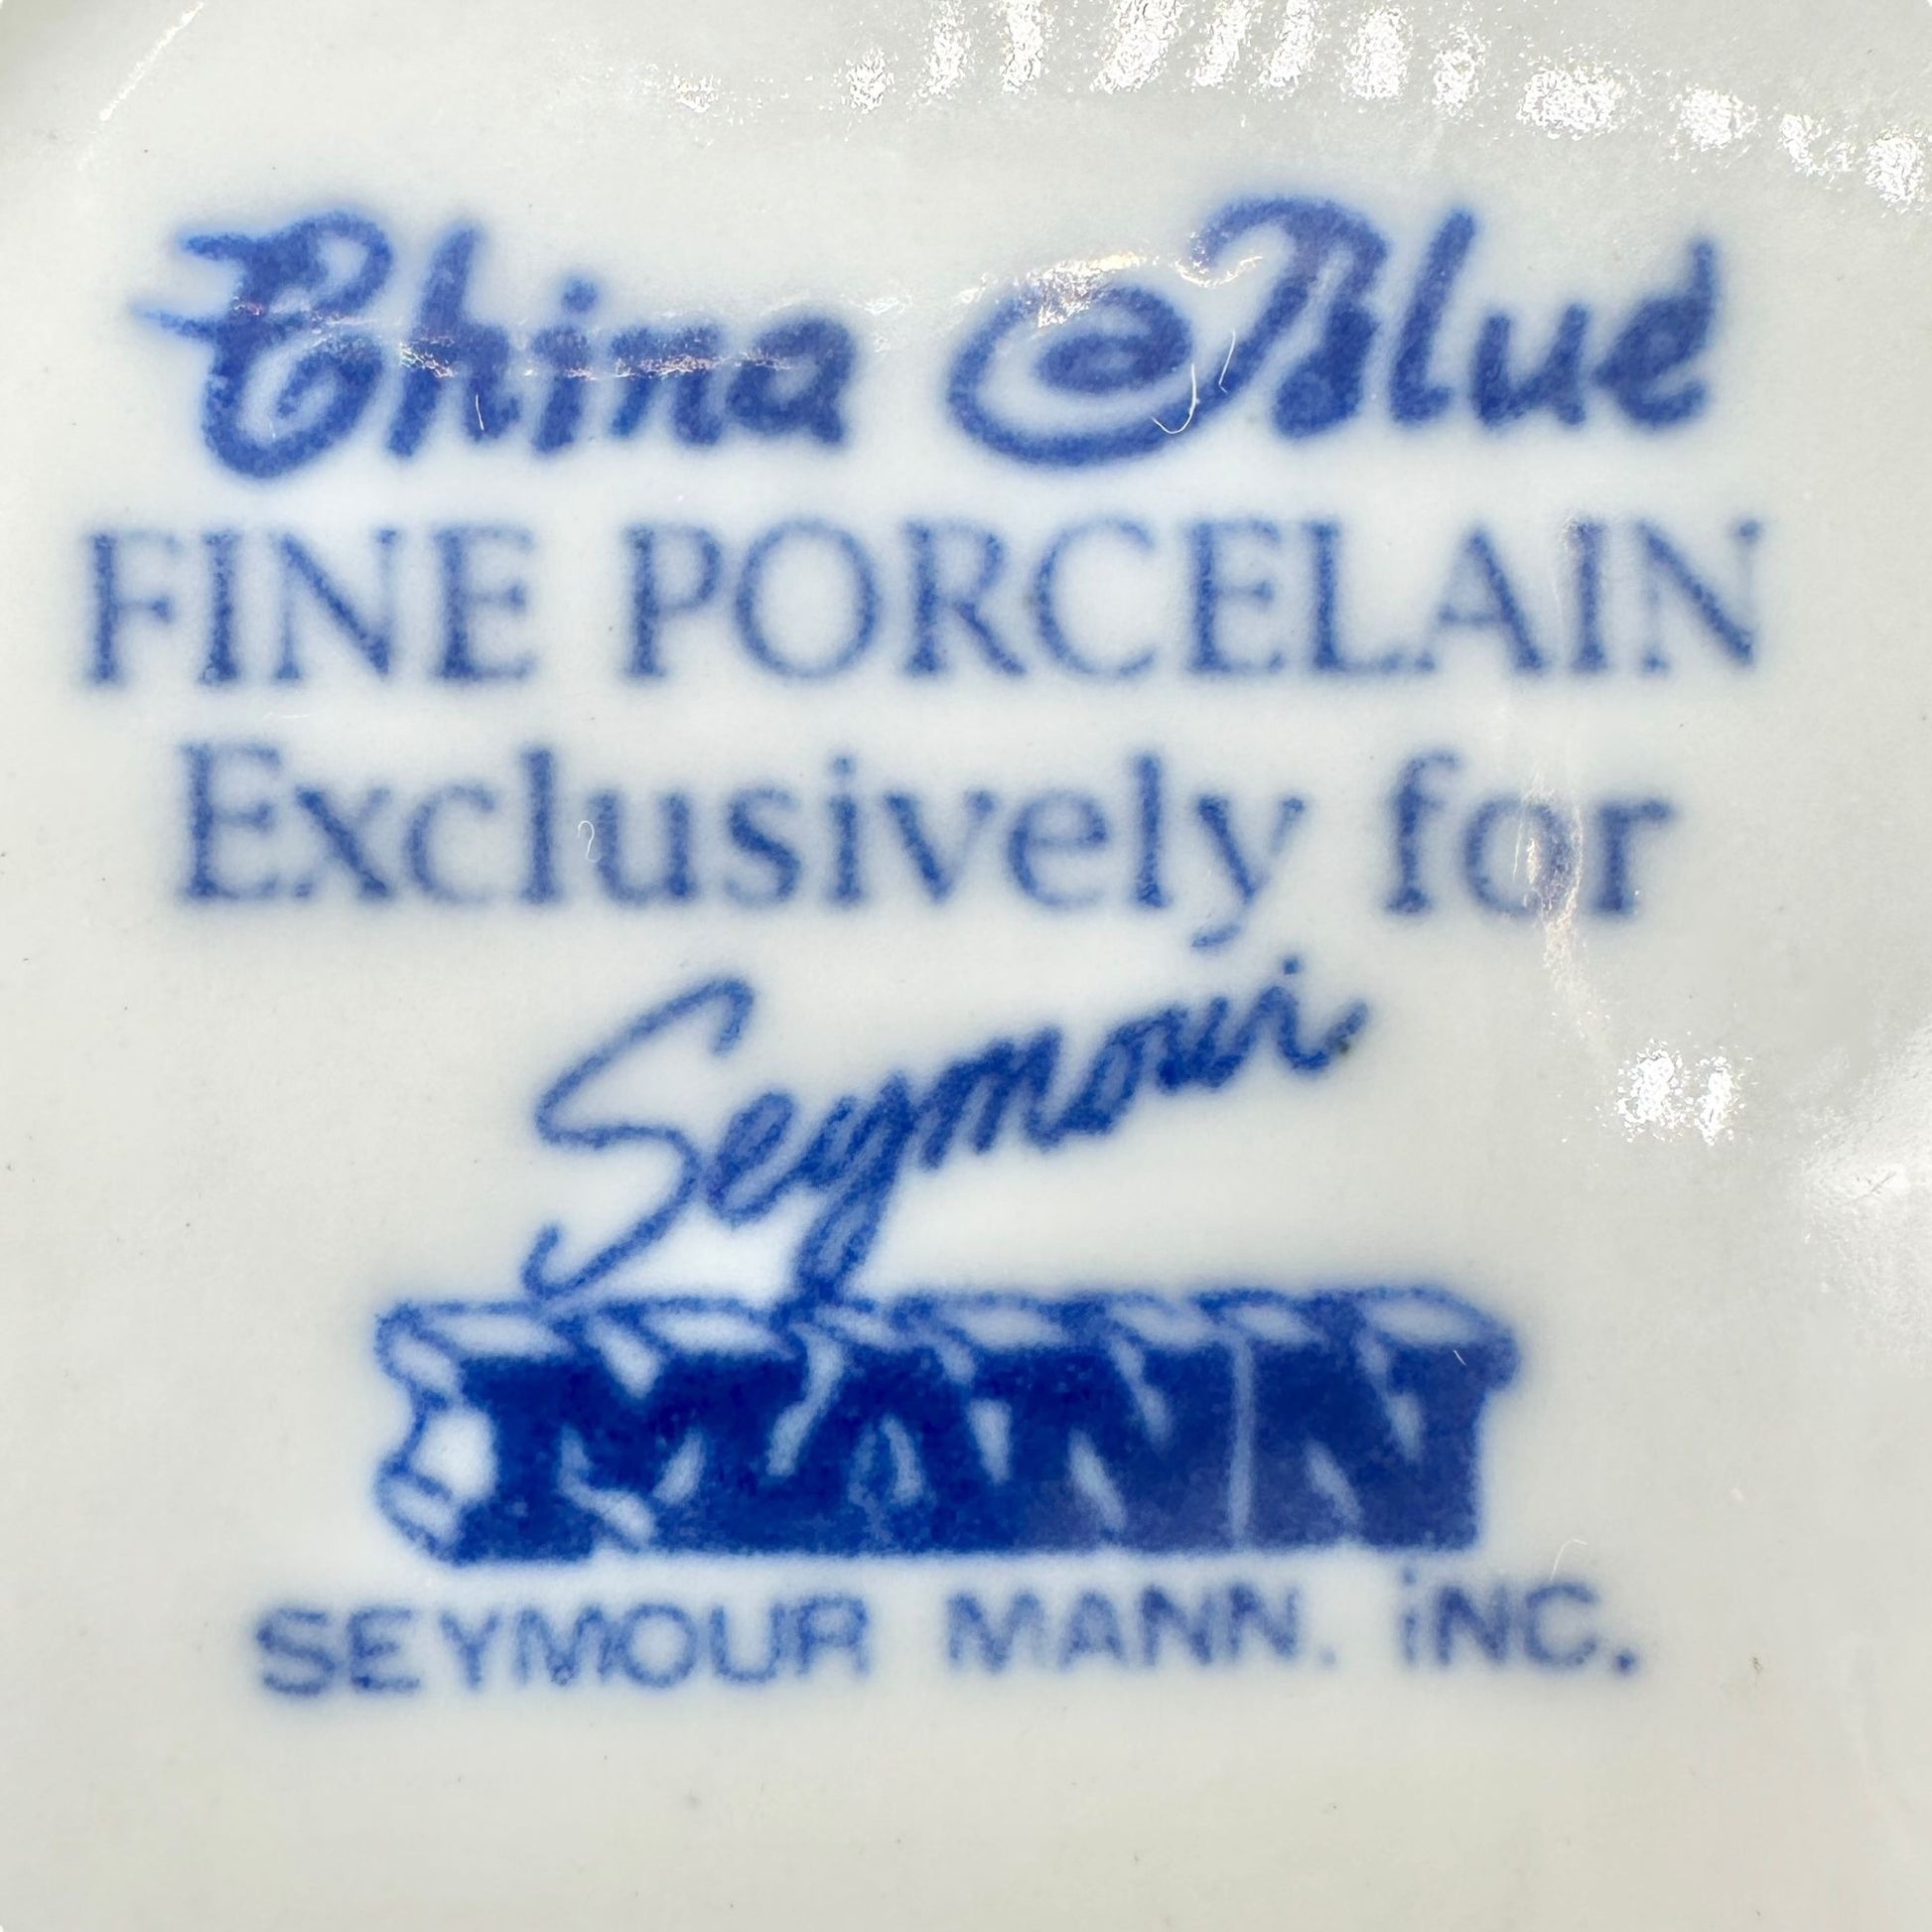 China Blue
FINE PORCELAIN
Exclusively for
Seymour
MANN
SEYMOUR MANN. iNC.